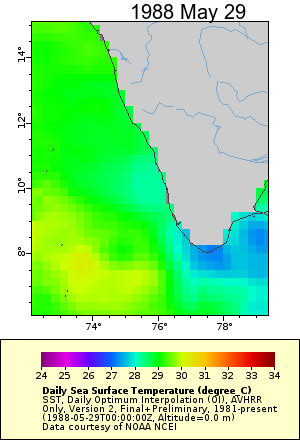 1988 May 29
14°
12°
10°
8°
74°
76°
78°
24 25 26 27 28 29 30 31 32 33 34
Daily Sea Surface Temperature (degree_C)
SST, Daily Optimum Interpolation (OI), AVHRR
Only, Version 2, Final+Preliminary, 1981-present
(1988-05-29T00:00:00Z, Altitude=0.0 m)
Data courtesy of NOAA NCEI